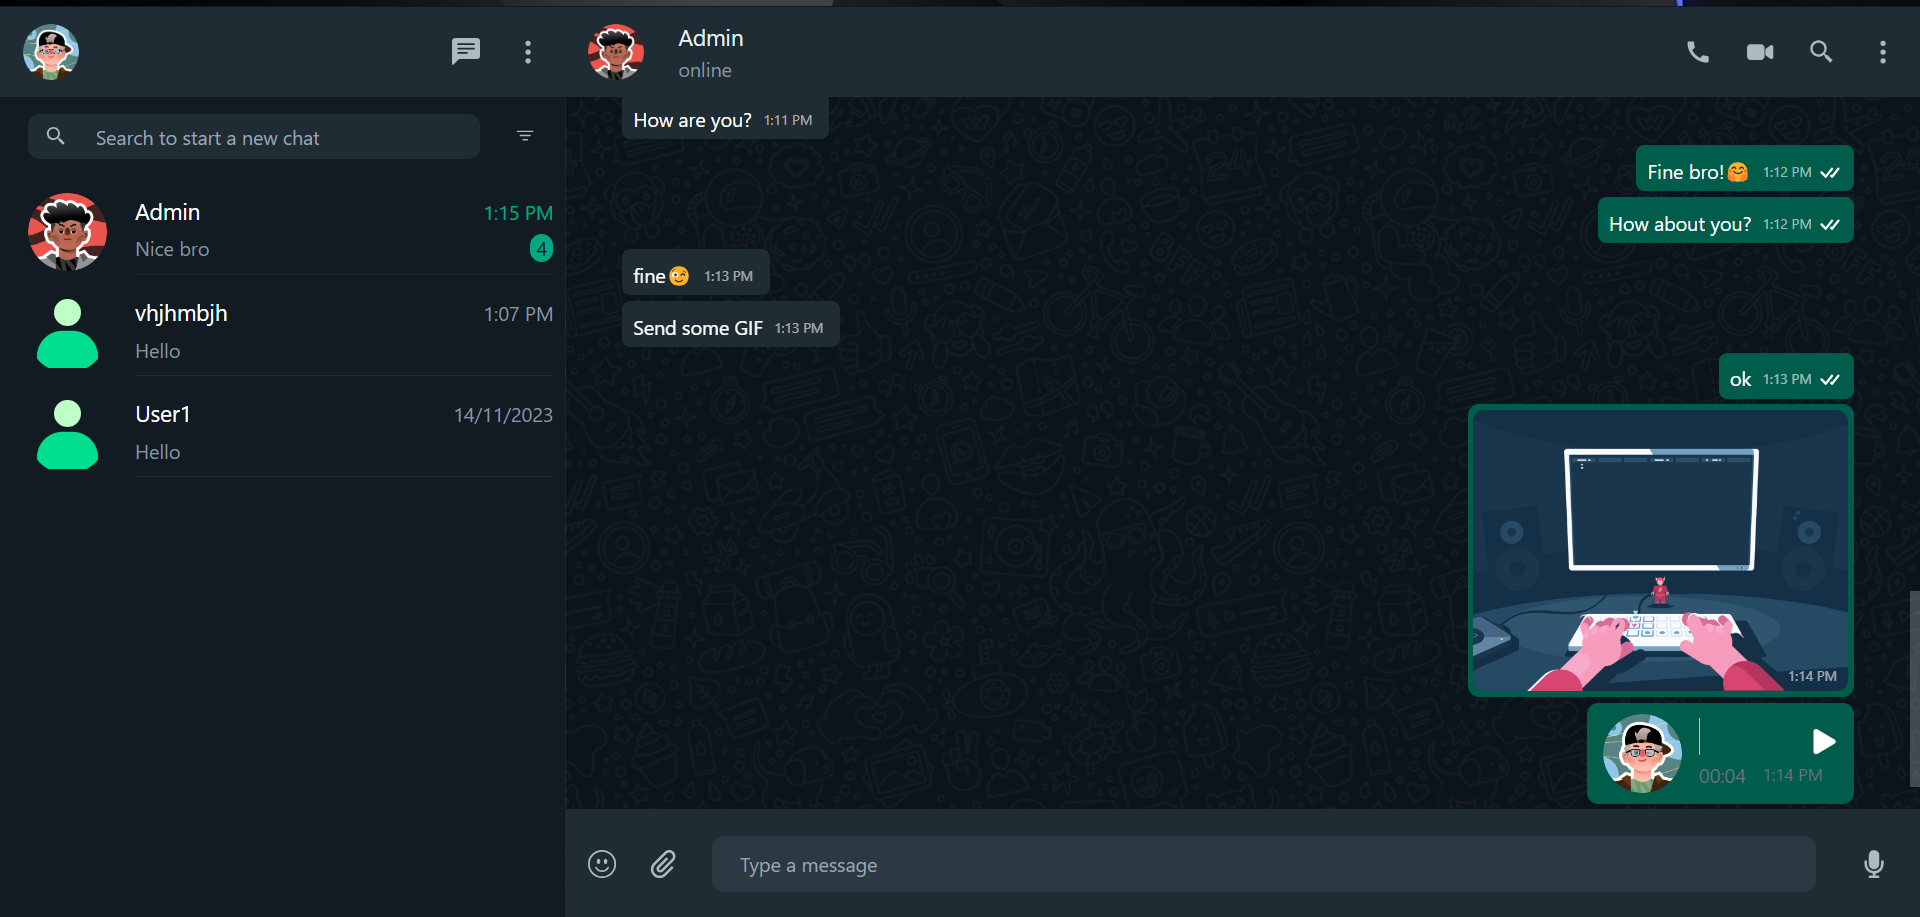 Search to start a new chat
Admin
1:15 PM
Nice bro
4
vhjhmbjh
1:07 PM
Hello
User1
14/11/2023
Hello
Admin
online
How are you? 1:11 PM
Fine bro!🤗 1:12 PM
How about you? 1:12 PM
fine😉 1:13 PM
Send some GIF 1:13 PM
ok 1:13 PM
1:14 PM
00:04 1:14 PM
Type a message